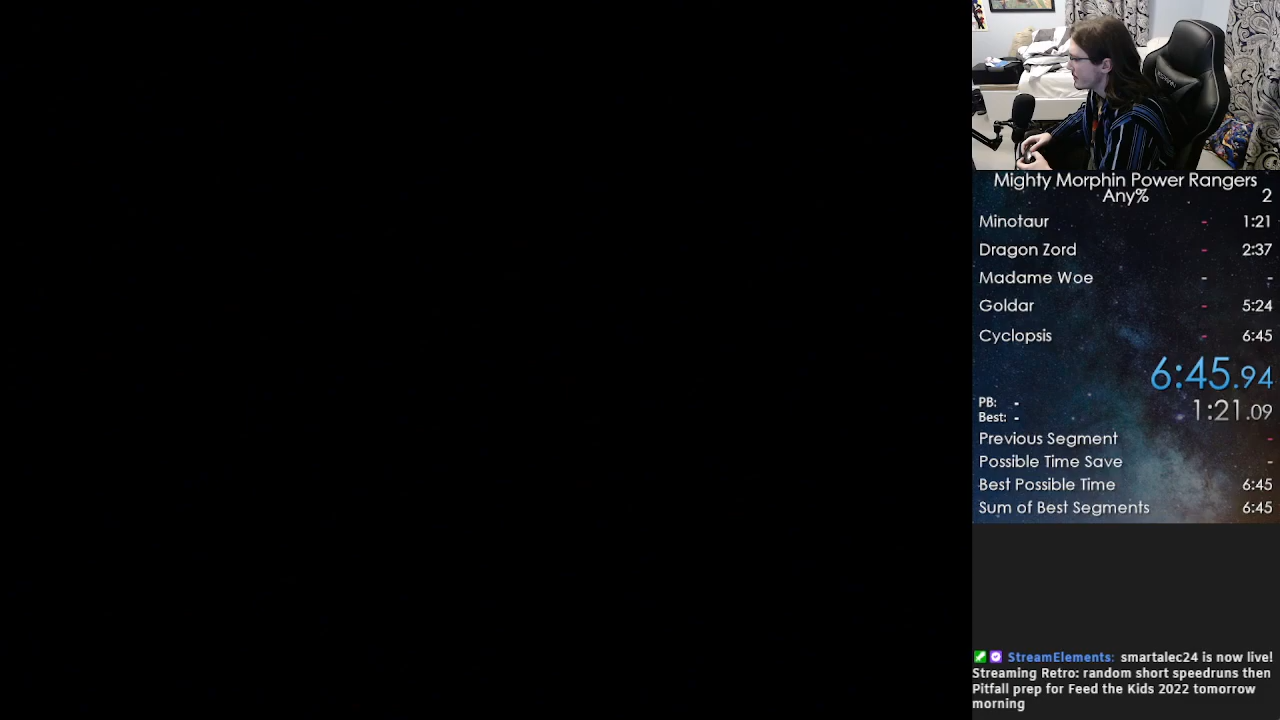 Mighty Morphin Power Rangers
Any% 2
Minotaur - 1:21
Dragon Zord - 2:37
Madame Woe - -
Goldar - 5:24
Cyclopsis - 6:45
6:45.94
PB: - 1:21.09
Best: -
Previous Segment -
Possible Time Save -
Best Possible Time 6:45
Sum of Best Segments 6:45
StreamElements: smartalec24 is now live!
Streaming Retro: random short speedruns then
Pitfall prep for Feed the Kids 2022 tomorrow
morning